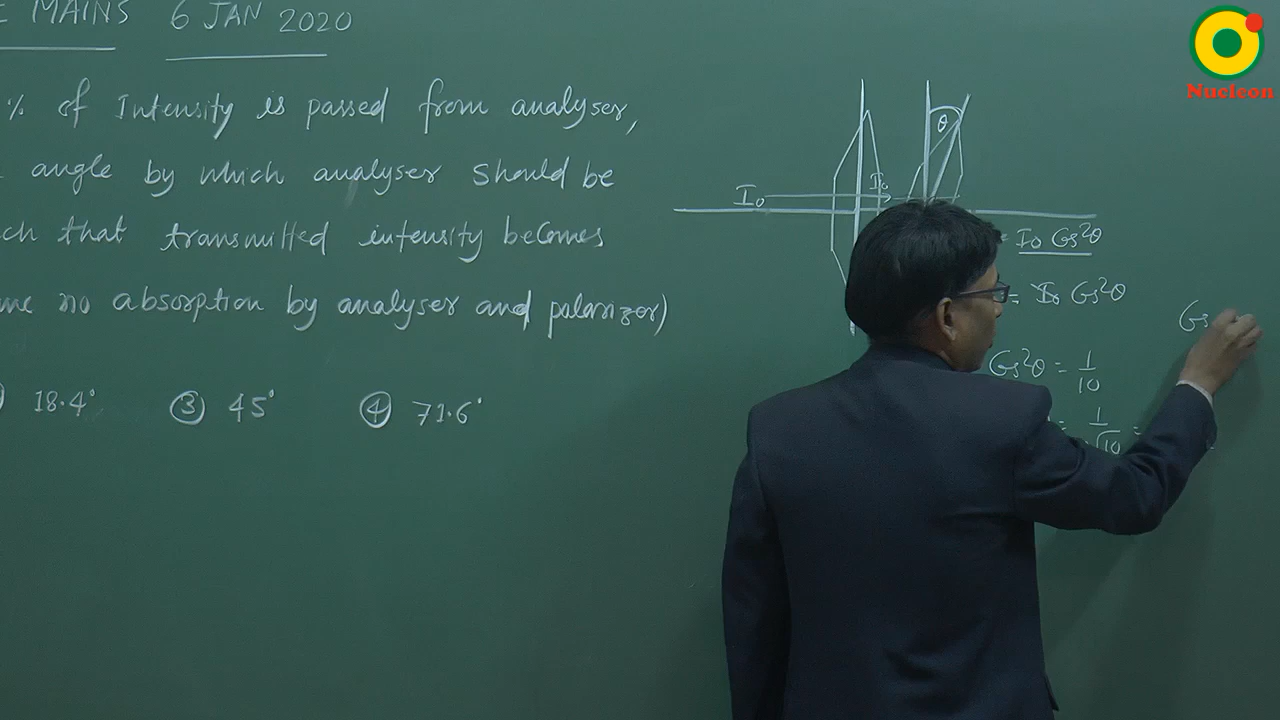 MAINS 6 JAN 2020
% of Intensity is passed from analyser,
angle by which analyser should be
ch that transmitted intensity becomes
me no absorption by analyser and polarizor)
18.4° ③ 45° ④ 71.6°
Nucleon
θ
I₀ I₀
= I₀ Cos²θ
= I₀ Cos²θ
Cos²θ = 1/10
= 1/√10 =
Cos